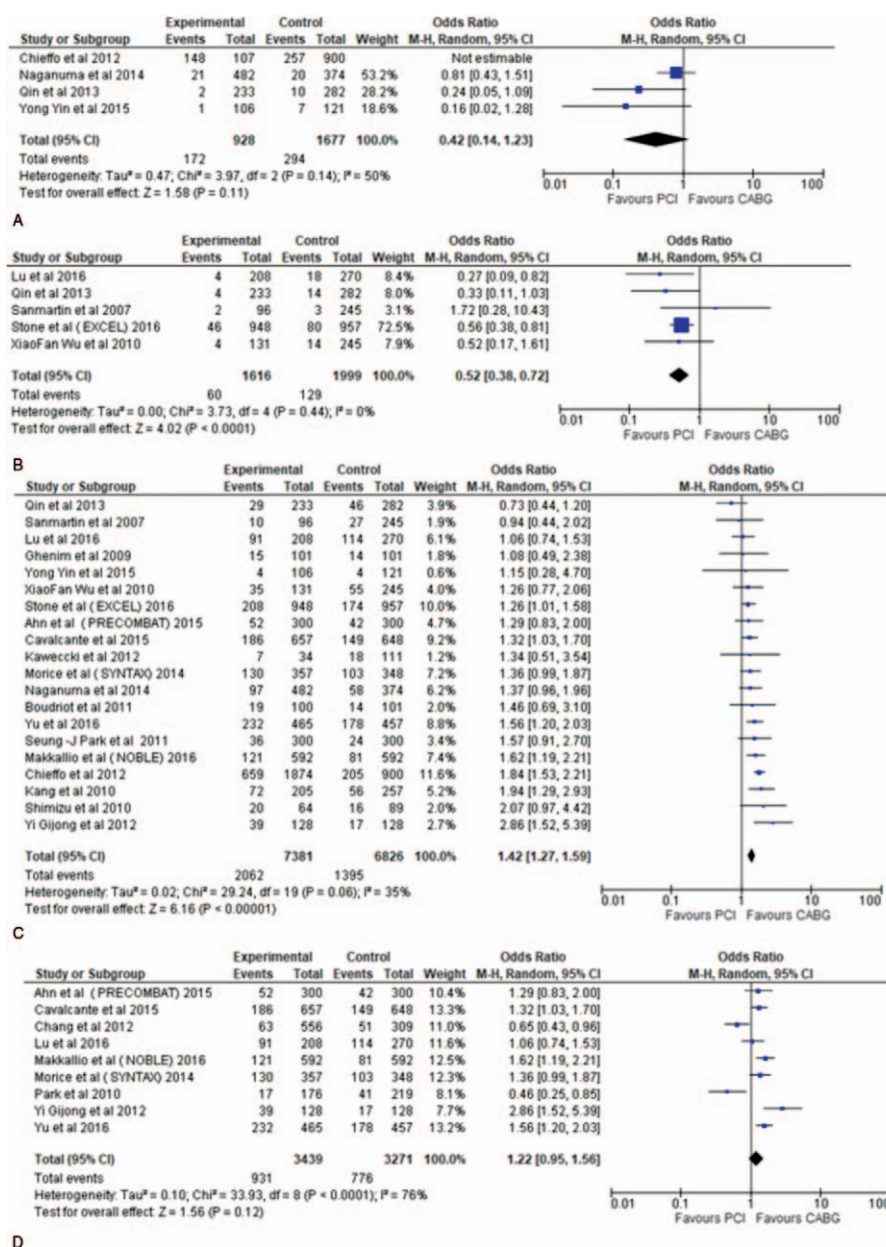 Experimental Control Odds Ratio Odds Ratio
Study or Subgroup Events Total Events Total Weight M-H, Random, 95% CI M-H, Random, 95% CI
Chieffo et al 2012 148 107 257 900 Not estimable
Naganuma et al 2014 21 482 20 374 53.2% 0.81 [0.43, 1.51]
Qin et al 2013 2 233 10 282 28.2% 0.24 [0.05, 1.09]
Yong Yin et al 2015 1 106 7 121 18.6% 0.16 [0.02, 1.28]
Total (95% CI) 928 1677 100.0% 0.42 [0.14, 1.23]
Total events 172 294
Heterogeneity: Tau² = 0.47; Chi² = 3.97, df = 2 (P = 0.14); I² = 50%
Test for overall effect: Z = 1.58 (P = 0.11)
0.01 0.1 1 10 100
Favours PCI Favours CABG
A
Experimental Control Odds Ratio Odds Ratio
Study or Subgroup Events Total Events Total Weight M-H, Random, 95% CI M-H, Random, 95% CI
Lu et al 2016 4 208 18 270 8.4% 0.27 [0.09, 0.82]
Qin et al 2013 4 233 14 282 8.0% 0.33 [0.11, 1.03]
Sanmartin et al 2007 2 96 3 245 3.1% 1.72 [0.28, 10.43]
Stone et al (EXCEL) 2016 46 948 80 957 72.5% 0.56 [0.38, 0.81]
XiaoFan Wu et al 2010 4 131 14 245 7.9% 0.52 [0.17, 1.61]
Total (95% CI) 1616 1999 100.0% 0.52 [0.38, 0.72]
Total events 60 129
Heterogeneity: Tau² = 0.00; Chi² = 3.73, df = 4 (P = 0.44); I² = 0%
Test for overall effect: Z = 4.02 (P < 0.0001)
0.01 0.1 1 10 100
Favours PCI Favours CABG
B
Experimental Control Odds Ratio Odds Ratio
Study or Subgroup Events Total Events Total Weight M-H, Random, 95% CI M-H, Random, 95% CI
Qin et al 2013 29 233 46 282 3.9% 0.73 [0.44, 1.20]
Sanmartin et al 2007 10 96 27 245 1.9% 0.94 [0.44, 2.02]
Lu et al 2016 91 208 114 270 6.1% 1.06 [0.74, 1.53]
Ghenim et al 2009 15 101 14 101 1.8% 1.08 [0.49, 2.38]
Yong Yin et al 2015 4 106 4 121 0.6% 1.15 [0.28, 4.70]
XiaoFan Wu et al 2010 35 131 55 245 4.0% 1.26 [0.77, 2.06]
Stone et al (EXCEL) 2016 208 948 174 957 10.0% 1.26 [1.01, 1.58]
Ahn et al (PRECOMBAT) 2015 52 300 42 300 4.7% 1.29 [0.83, 2.00]
Cavalcante et al 2015 186 657 149 648 9.2% 1.32 [1.03, 1.70]
Kaweccki et al 2012 7 34 18 111 1.2% 1.34 [0.51, 3.54]
Morice et al (SYNTAX) 2014 130 357 103 348 7.2% 1.36 [0.99, 1.87]
Naganuma et al 2014 97 482 58 374 6.2% 1.37 [0.96, 1.96]
Boudriot et al 2011 19 100 14 101 2.0% 1.46 [0.69, 3.10]
Yu et al 2016 232 465 178 457 8.8% 1.56 [1.20, 2.03]
Seung -J Park et al 2011 36 300 24 300 3.4% 1.57 [0.91, 2.70]
Makkallio et al (NOBLE) 2016 121 592 81 592 7.4% 1.62 [1.19, 2.21]
Chieffo et al 2012 659 1874 205 900 11.6% 1.84 [1.53, 2.21]
Kang et al 2010 72 205 56 257 5.2% 1.94 [1.29, 2.93]
Shimizu et al 2010 20 64 16 89 2.0% 2.07 [0.97, 4.42]
Yi Gijong et al 2012 39 128 17 128 2.7% 2.86 [1.52, 5.39]
Total (95% CI) 7381 6826 100.0% 1.42 [1.27, 1.59]
Total events 2062 1395
Heterogeneity: Tau² = 0.02; Chi² = 29.24, df = 19 (P = 0.06); I² = 35%
Test for overall effect: Z = 6.16 (P < 0.00001)
0.01 0.1 1 10 100
Favours PCI Favours CABG
C
Experimental Control Odds Ratio Odds Ratio
Study or Subgroup Events Total Events Total Weight M-H, Random, 95% CI M-H, Random, 95% CI
Ahn et al (PRECOMBAT) 2015 52 300 42 300 10.4% 1.29 [0.83, 2.00]
Cavalcante et al 2015 186 657 149 648 13.3% 1.32 [1.03, 1.70]
Chang et al 2012 63 556 51 309 11.0% 0.65 [0.43, 0.96]
Lu et al 2016 91 208 114 270 11.6% 1.06 [0.74, 1.53]
Makkallio et al (NOBLE) 2016 121 592 81 592 12.5% 1.62 [1.19, 2.21]
Morice et al (SYNTAX) 2014 130 357 103 348 12.3% 1.36 [0.99, 1.87]
Park et al 2010 17 176 41 219 8.1% 0.46 [0.25, 0.85]
Yi Gijong et al 2012 39 128 17 128 7.7% 2.86 [1.52, 5.39]
Yu et al 2016 232 465 178 457 13.2% 1.56 [1.20, 2.03]
Total (95% CI) 3439 3271 100.0% 1.22 [0.95, 1.56]
Total events 931 776
Heterogeneity: Tau² = 0.10; Chi² = 33.93, df = 8 (P < 0.0001); I² = 76%
Test for overall effect: Z = 1.56 (P = 0.12)
0.01 0.1 1 10 100
Favours PCI Favours CABG
D